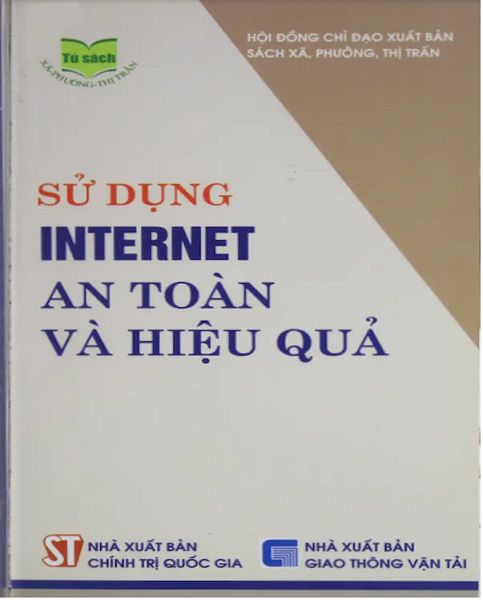 Tủ sách
XÃ-PHƯỜNG-THỊ TRẤN
HỘI ĐỒNG CHỈ ĐẠO XUẤT BẢN
SÁCH XÃ, PHƯỜNG, THỊ TRẤN
SỬ DỤNG
INTERNET
AN TOÀN
VÀ HIỆU QUẢ
ST
NHÀ XUẤT BẢN
CHÍNH TRỊ QUỐC GIA
NHÀ XUẤT BẢN
GIAO THÔNG VẬN TẢI